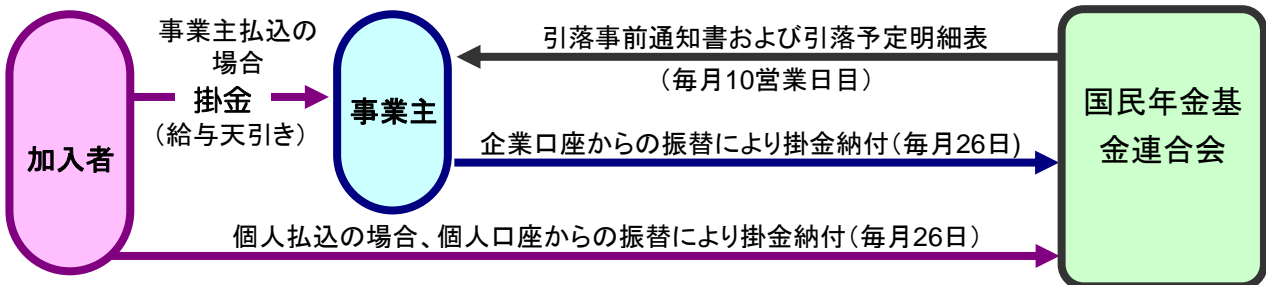 加入者
事業主払込の
場合
掛金
(給与天引き)
事業主
引落事前通知書および引落予定明細表
(毎月10営業日目)
企業口座からの振替により掛金納付(毎月26日)
個人払込の場合、個人口座からの振替により掛金納付(毎月26日)
国民年金基
金連合会